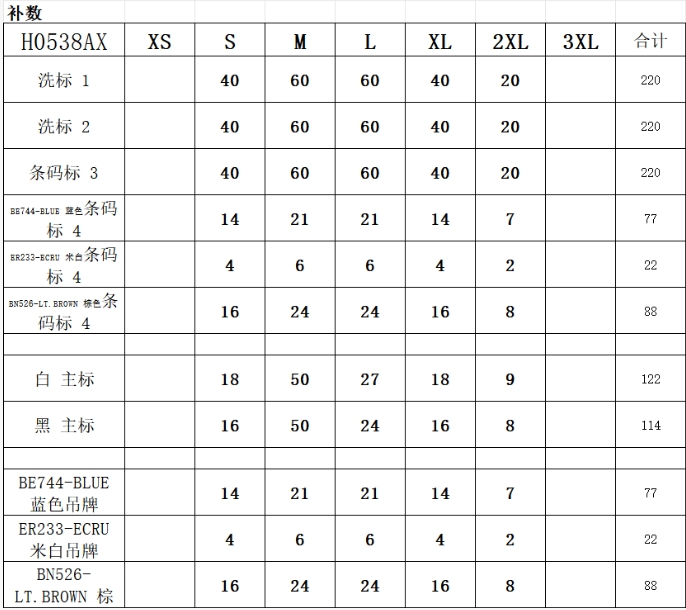 补数
H0538AX XS S M L XL 2XL 3XL 合计
洗标 1 40 60 60 40 20 220
洗标 2 40 60 60 40 20 220
条码标 3 40 60 60 40 20 220
BE744-BLUE 蓝色条码
标 4 14 21 21 14 7 77
ER233-ECRU 米白条码
标 4 4 6 6 4 2 22
BN526-LT.BROWN 棕色条
码标 4 16 24 24 16 8 88
白 主标 18 50 27 18 9 122
黑 主标 16 50 24 16 8 114
BE744-BLUE
蓝色吊牌 14 21 21 14 7 77
ER233-ECRU
米白吊牌 4 6 6 4 2 22
BN526-
LT.BROWN 棕 16 24 24 16 8 88